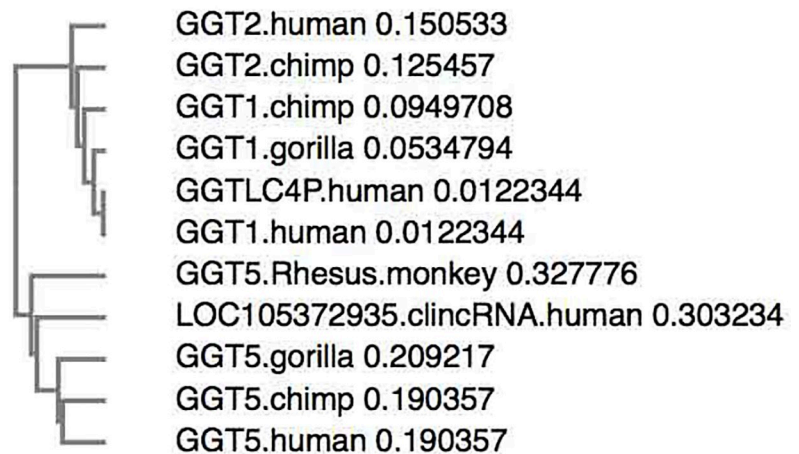 GGT2.human 0.150533
GGT2.chimp 0.125457
GGT1.chimp 0.0949708
GGT1.gorilla 0.0534794
GGTLC4P.human 0.0122344
GGT1.human 0.0122344
GGT5.Rhesus.monkey 0.327776
LOC105372935.clincRNA.human 0.303234
GGT5.gorilla 0.209217
GGT5.chimp 0.190357
GGT5.human 0.190357